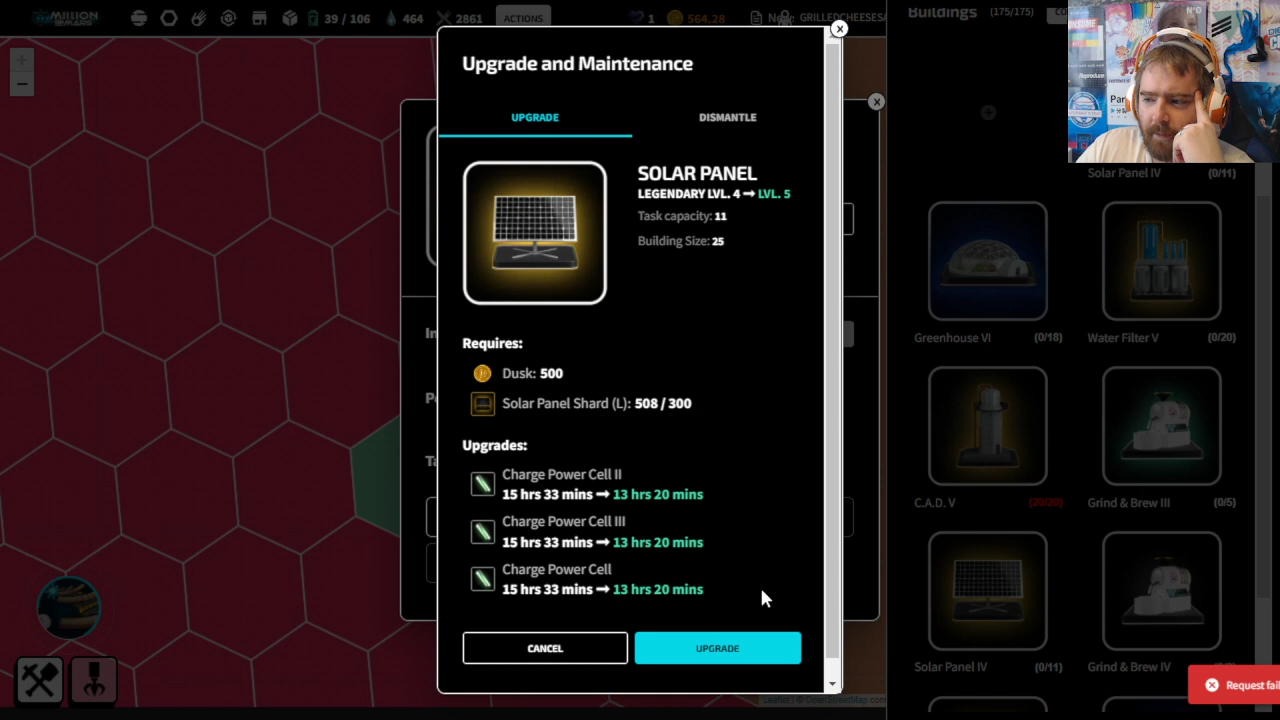 MILLION
39 / 106
464
2861
ACTIONS
1
564.28
Buildings (175/175)
Upgrade and Maintenance
UPGRADE
DISMANTLE
SOLAR PANEL
LEGENDARY LVL. 4 → LVL. 5
Task capacity: 11
Building Size: 25
Requires:
Dusk: 500
Solar Panel Shard (L): 508 / 300
Upgrades:
Charge Power Cell II
15 hrs 33 mins → 13 hrs 20 mins
Charge Power Cell III
15 hrs 33 mins → 13 hrs 20 mins
Charge Power Cell
15 hrs 33 mins → 13 hrs 20 mins
CANCEL
UPGRADE
Solar Panel IV (0/11)
Greenhouse VI (0/18)
Water Filter V (0/20)
C.A.D. V (20/20)
Grind & Brew III (0/5)
Solar Panel IV (0/11)
Grind & Brew IV
Request fail
Leaflet | © OpenStreetMap